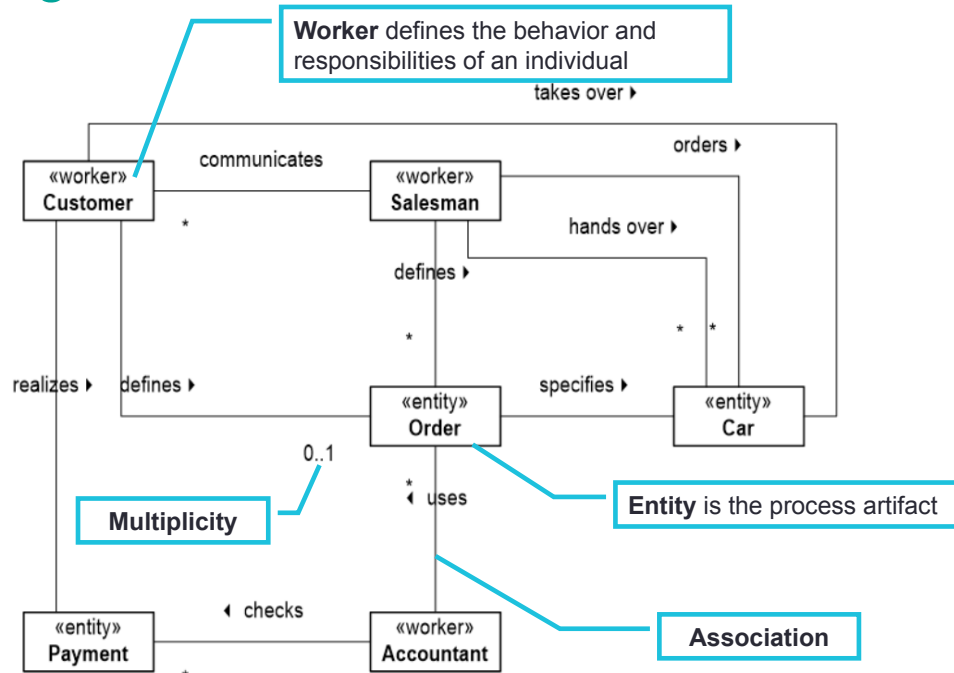 Worker defines the behavior and
responsibilities of an individual
takes over ▸
communicates
orders ▸
«worker»
Customer
«worker»
Salesman
*
hands over ▸
defines ▸
*
* *
realizes ▸
defines ▸
specifies ▸
«entity»
Order
«entity»
Car
0..1
*
◂ uses
Multiplicity
Entity is the process artifact
◂ checks
«entity»
Payment
«worker»
Accountant
Association